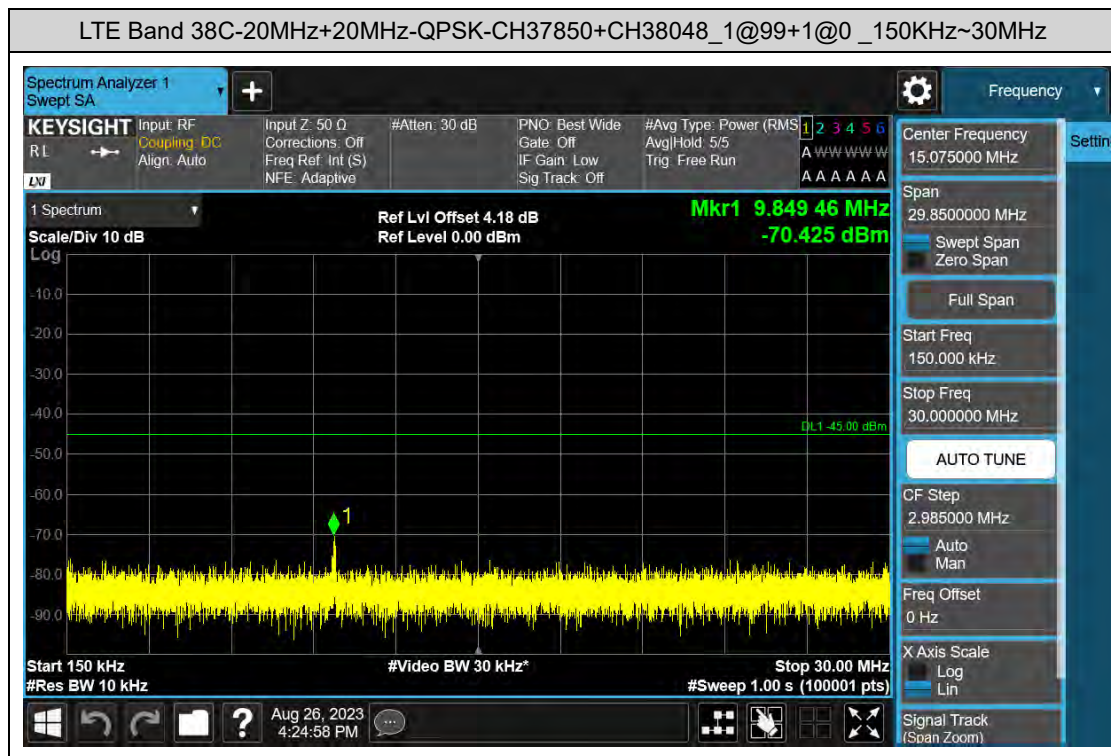 LTE Band 38C-20MHz+20MHz-QPSK-CH37850+CH38048_1@99+1@0 _150KHz~30MHz
Spectrum Analyzer 1
Swept SA
+
Frequency
KEYSIGHT
RL
LXI
Input: RF
Coupling: DC
Align: Auto
Input Z: 50 Ω
Corrections: Off
Freq Ref: Int (S)
NFE: Adaptive
#Atten: 30 dB
PNO: Best Wide
Gate: Off
IF Gain: Low
Sig Track: Off
#Avg Type: Power (RMS
Avg|Hold: 5/5
Trig: Free Run
1 2 3 4 5 6
A W W W W W
A A A A A A
1 Spectrum
Scale/Div 10 dB
Ref Lvl Offset 4.18 dB
Ref Level 0.00 dBm
Mkr1 9.849 46 MHz
-70.425 dBm
Log
-10.0
-20.0
-30.0
-40.0
DL1 -45.00 dBm
-50.0
-60.0
1
-70.0
-80.0
-90.0
Start 150 kHz
#Video BW 30 kHz*
Stop 30.00 MHz
#Res BW 10 kHz
#Sweep 1.00 s (100001 pts)
?
Aug 26, 2023
4:24:58 PM
Center Frequency
15.075000 MHz
Settin
Span
29.8500000 MHz
Swept Span
Zero Span
Full Span
Start Freq
150.000 kHz
Stop Freq
30.000000 MHz
AUTO TUNE
CF Step
2.985000 MHz
Auto
Man
Freq Offset
0 Hz
X Axis Scale
Log
Lin
Signal Track
(Span Zoom)